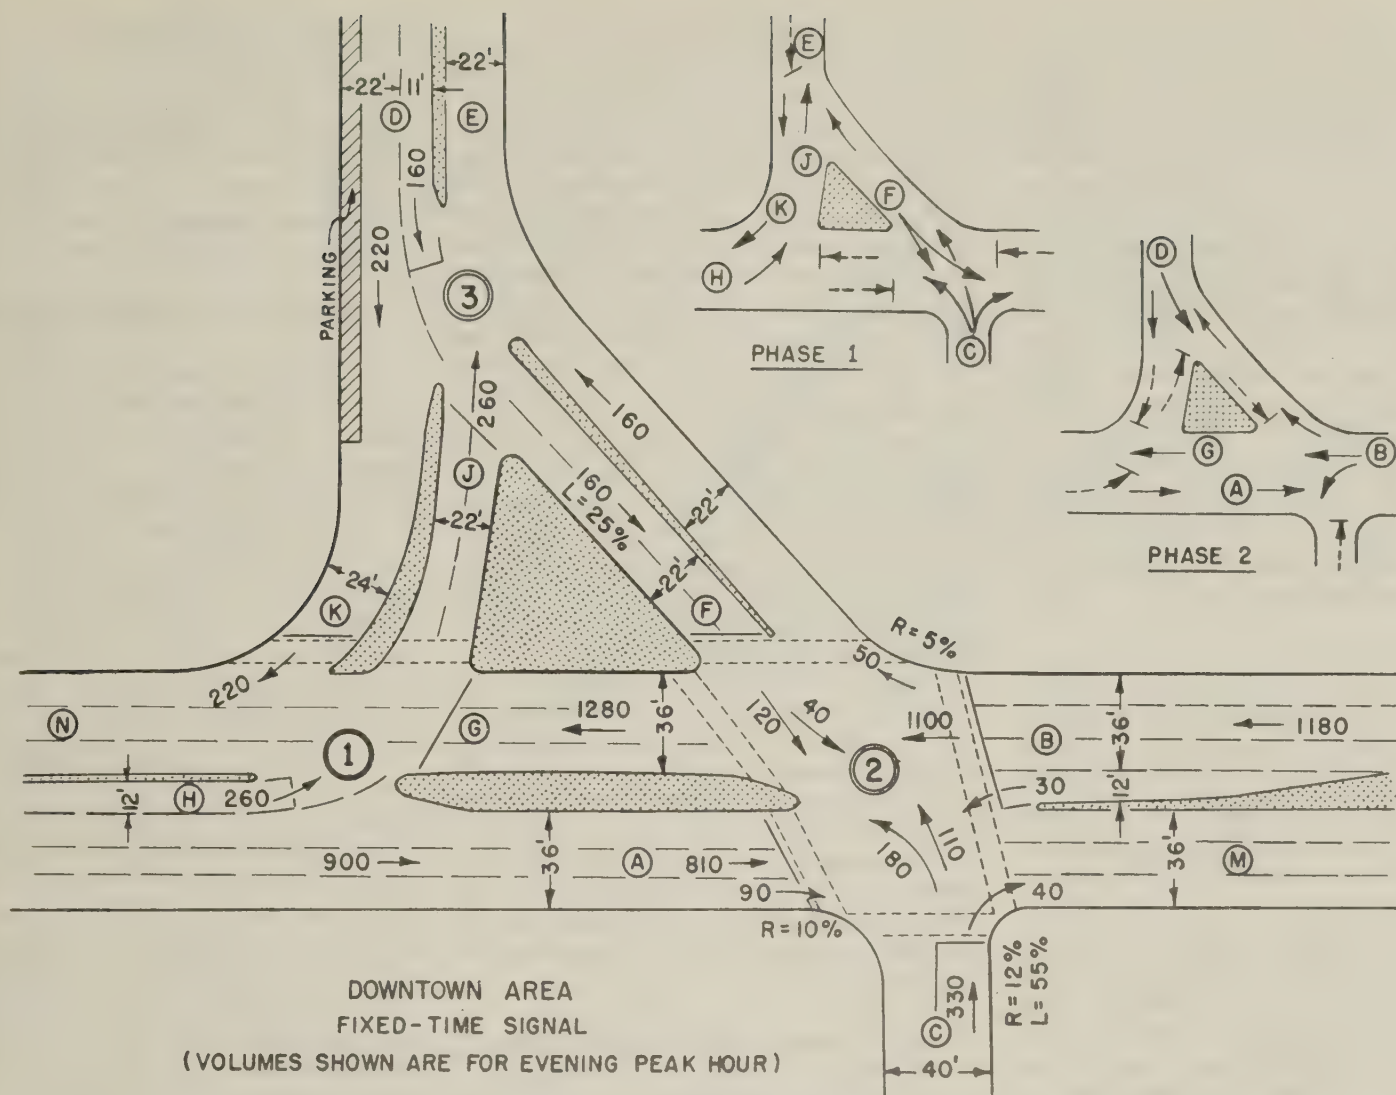 22'
22'
11'
D
E
160
220
PARKING
3
260
160
J
22'
160
L=25%
22'
22'
F
24'
K
R=5%
50
220
N
G
1280
36'
120
40
1100
B
36'
1180
1
2
12'
H
260
30
12'
900
A
810
36'
180
110
36'
M
90
40
R=10%
R=12%
L=55%
C
330
40'
E
J
F
K
H
C
PHASE 1
D
G
B
A
PHASE 2
DOWNTOWN AREA
FIXED-TIME SIGNAL
(VOLUMES SHOWN ARE FOR EVENING PEAK HOUR)